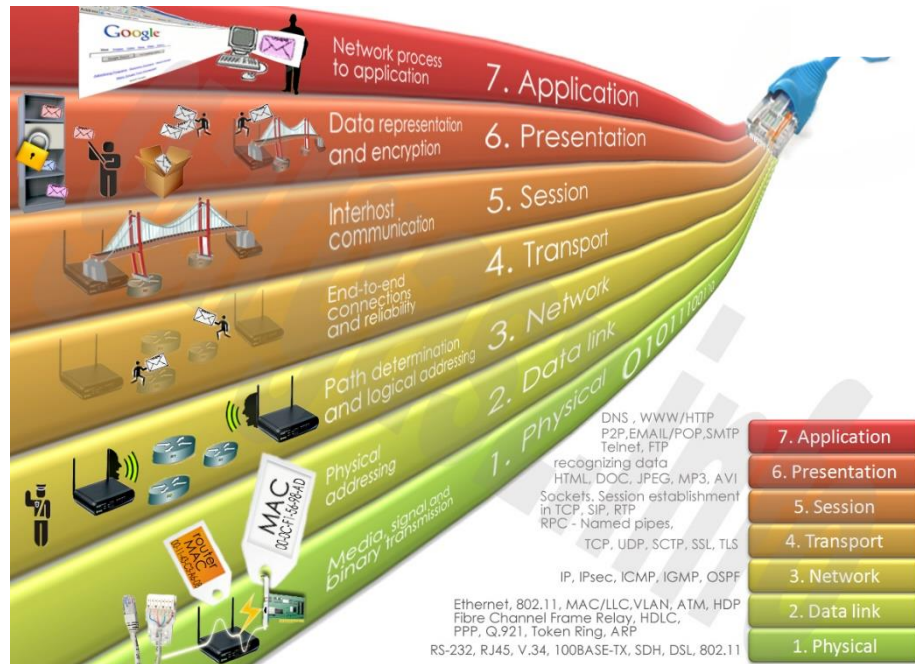 Google
Network process
to application
7. Application
Data representation
and encryption
6. Presentation
Interhost
communication
5. Session
End-to-end
connections
and reliability
4. Transport
Path determination
and logical addressing
3. Network
Physical
addressing
2. Data link
Media, signal and
binary transmission
1. Physical
MAC
router
MAC
DNS , WWW/HTTP
P2P,EMAIL/POP,SMTP
Telnet, FTP
7. Application
recognizing data
HTML, DOC, JPEG, MP3, AVI
6. Presentation
Sockets. Session establishment
in TCP, SIP, RTP
RPC - Named pipes,
5. Session
TCP, UDP, SCTP, SSL, TLS
4. Transport
IP, IPsec, ICMP, IGMP, OSPF
3. Network
Ethernet, 802.11, MAC/LLC,VLAN, ATM, HDP
Fibre Channel Frame Relay, HDLC,
PPP, Q.921, Token Ring, ARP
2. Data link
RS-232, RJ45, V.34, 100BASE-TX, SDH, DSL, 802.11
1. Physical